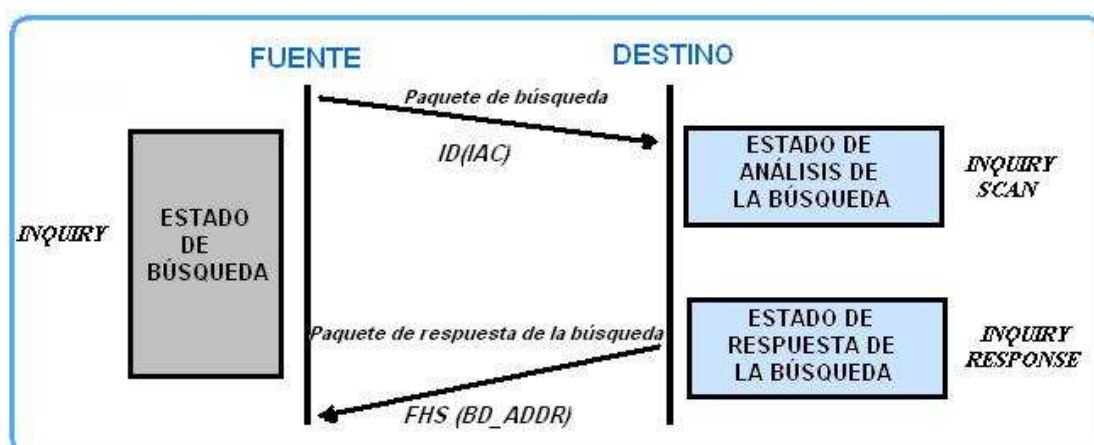 FUENTE
DESTINO
Paquete de búsqueda
ID(IAC)
ESTADO DE
ANÁLISIS DE
LA BÚSQUEDA
INQUIRY
SCAN
INQUIRY
ESTADO
DE
BÚSQUEDA
Paquete de respuesta de la búsqueda
FHS (BD_ADDR)
ESTADO DE
RESPUESTA DE
LA BÚSQUEDA
INQUIRY
RESPONSE